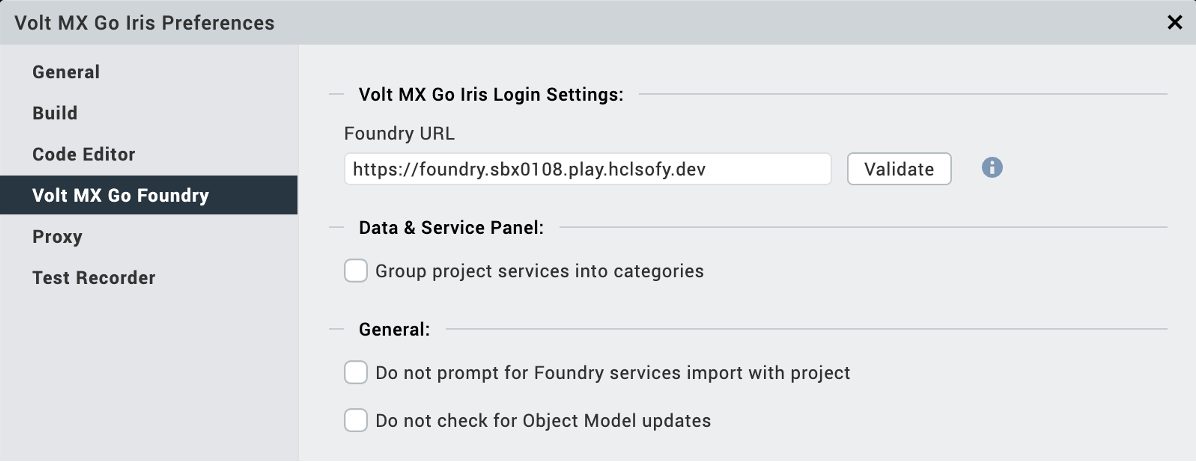 Volt MX Go Iris Preferences
General
Build
Code Editor
Volt MX Go Foundry
Proxy
Test Recorder
Volt MX Go Iris Login Settings:
Foundry URL
https://foundry.sbx0108.play.hclsofy.dev
Validate
Data & Service Panel:
Group project services into categories
General:
Do not prompt for Foundry services import with project
Do not check for Object Model updates